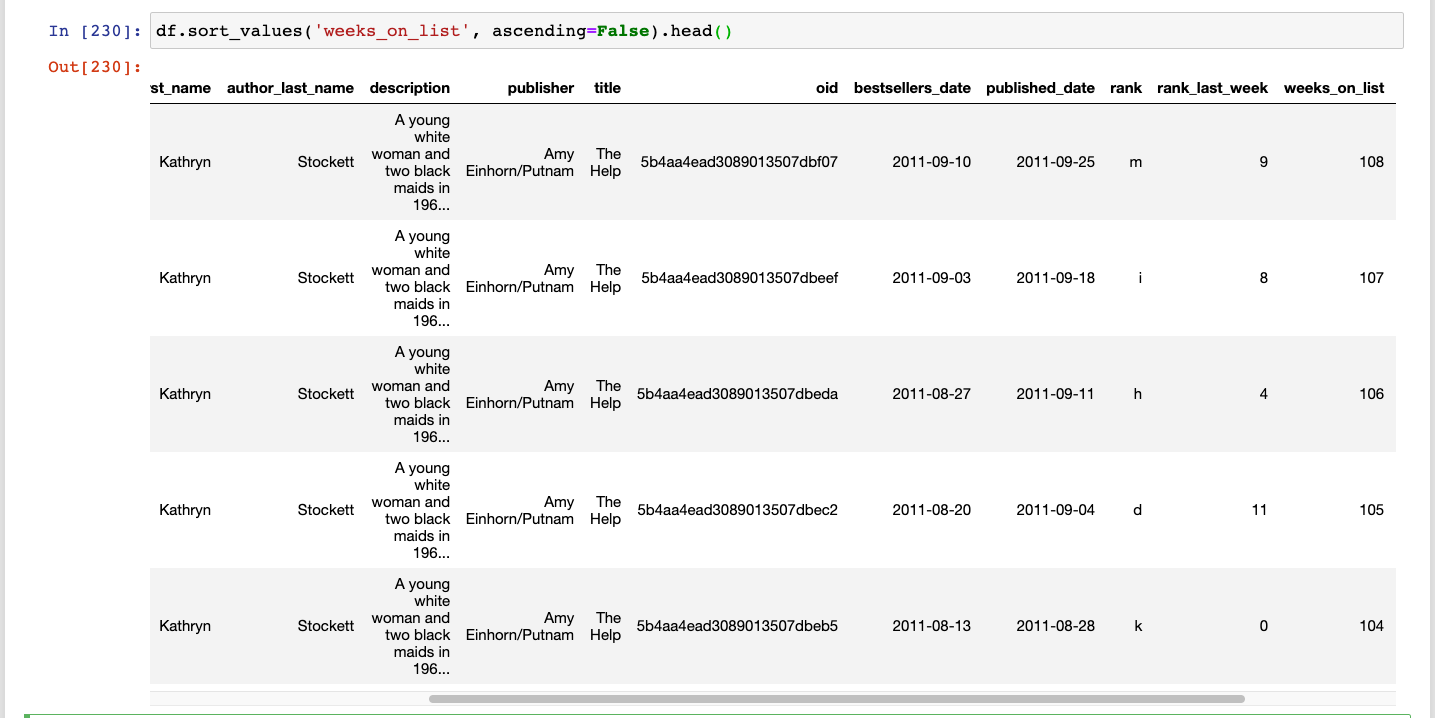 In [230]: df.sort_values('weeks_on_list', ascending=False).head()
Out[230]:
rst_name author_last_name description publisher title oid bestsellers_date published_date rank rank_last_week weeks_on_list
A young
white
woman and
two black
maids in
196...
Kathryn Stockett Amy Einhorn/Putnam The Help 5b4aa4ead3089013507dbf07 2011-09-10 2011-09-25 m 9 108
A young
white
woman and
two black
maids in
196...
Kathryn Stockett Amy Einhorn/Putnam The Help 5b4aa4ead3089013507dbeef 2011-09-03 2011-09-18 i 8 107
A young
white
woman and
two black
maids in
196...
Kathryn Stockett Amy Einhorn/Putnam The Help 5b4aa4ead3089013507dbeda 2011-08-27 2011-09-11 h 4 106
A young
white
woman and
two black
maids in
196...
Kathryn Stockett Amy Einhorn/Putnam The Help 5b4aa4ead3089013507dbec2 2011-08-20 2011-09-04 d 11 105
A young
white
woman and
two black
maids in
196...
Kathryn Stockett Amy Einhorn/Putnam The Help 5b4aa4ead3089013507dbeb5 2011-08-13 2011-08-28 k 0 104